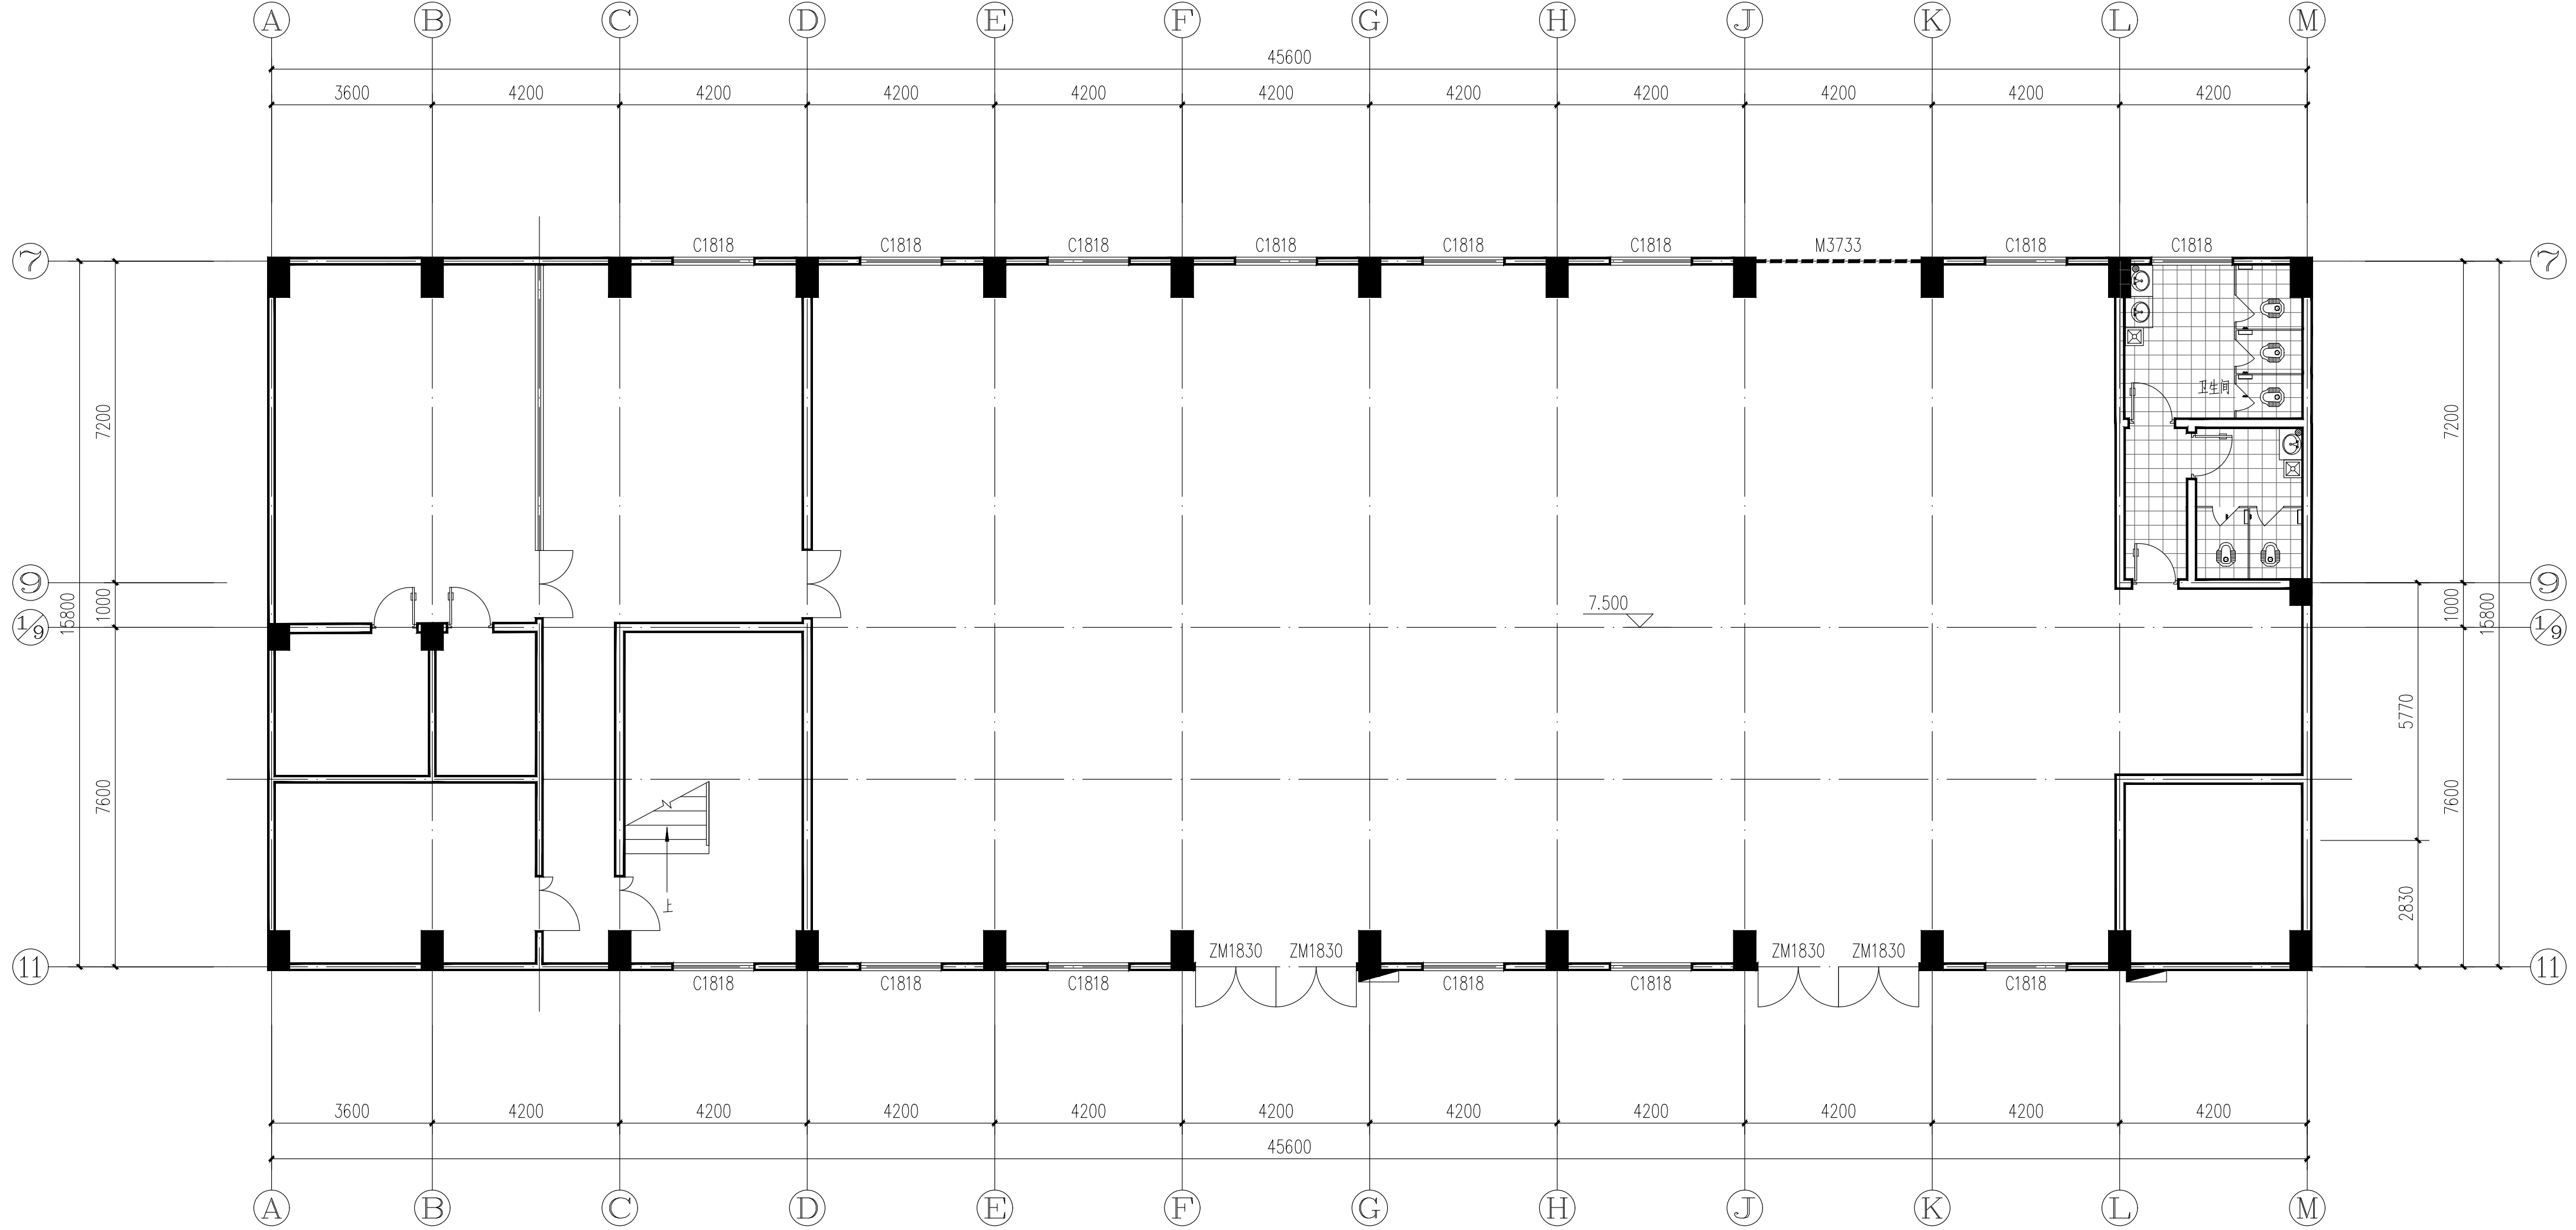 A B C D E F G H J K L M
45600
3600 4200 4200 4200 4200 4200 4200 4200 4200 4200 4200
C1818 C1818 C1818 C1818 C1818 C1818 M3733 C1818 C1818
7 7
卫生间
7200 7200
9 9
1000 1000
15800 15800
7.500
1/9 1/9
5770
7600 7600
2830
上
ZM1830 ZM1830 ZM1830 ZM1830
11 11
C1818 C1818 C1818 C1818 C1818 C1818
3600 4200 4200 4200 4200 4200 4200 4200 4200 4200 4200
45600
A B C D E F G H J K L M